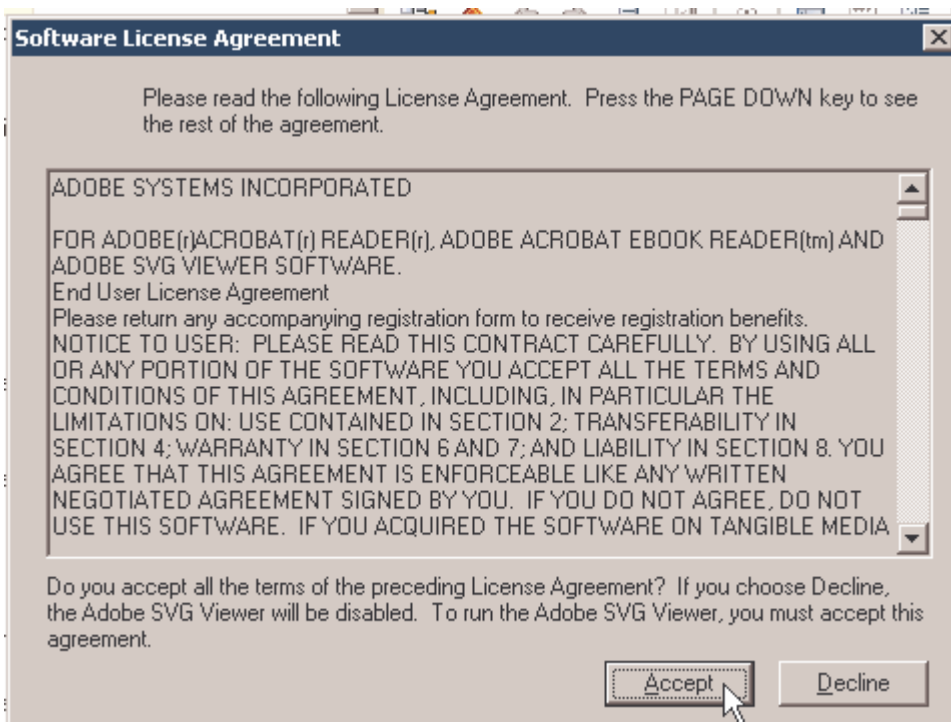 Software License Agreement
Please read the following License Agreement. Press the PAGE DOWN key to see
the rest of the agreement.
ADOBE SYSTEMS INCORPORATED
FOR ADOBE(r)ACROBAT(r) READER(r), ADOBE ACROBAT EBOOK READER(tm) AND
ADOBE SVG VIEWER SOFTWARE.
End User License Agreement
Please return any accompanying registration form to receive registration benefits.
NOTICE TO USER: PLEASE READ THIS CONTRACT CAREFULLY. BY USING ALL
OR ANY PORTION OF THE SOFTWARE YOU ACCEPT ALL THE TERMS AND
CONDITIONS OF THIS AGREEMENT, INCLUDING, IN PARTICULAR THE
LIMITATIONS ON: USE CONTAINED IN SECTION 2; TRANSFERABILITY IN
SECTION 4; WARRANTY IN SECTION 6 AND 7; AND LIABILITY IN SECTION 8. YOU
AGREE THAT THIS AGREEMENT IS ENFORCEABLE LIKE ANY WRITTEN
NEGOTIATED AGREEMENT SIGNED BY YOU. IF YOU DO NOT AGREE, DO NOT
USE THIS SOFTWARE. IF YOU ACQUIRED THE SOFTWARE ON TANGIBLE MEDIA
Do you accept all the terms of the preceding License Agreement? If you choose Decline,
the Adobe SVG Viewer will be disabled. To run the Adobe SVG Viewer, you must accept this
agreement.
Accept
Decline